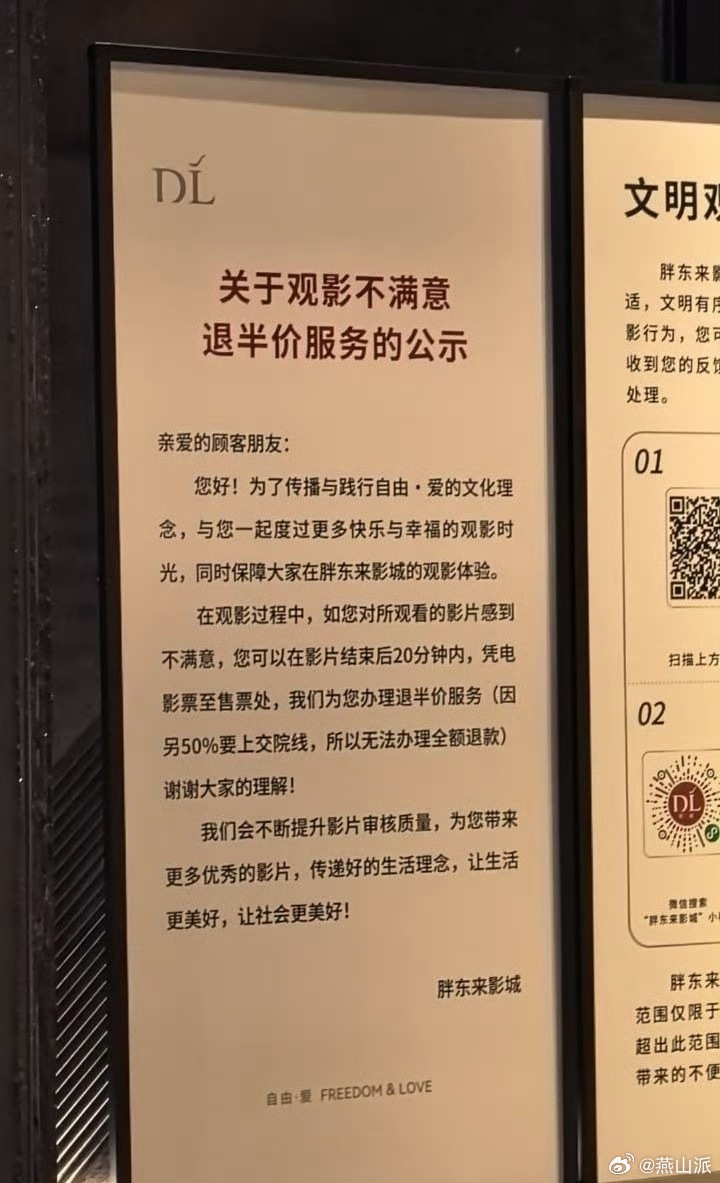 DL
关于观影不满意
退半价服务的公示
亲爱的顾客朋友：
您好！为了传播与践行自由·爱的文化理
念，与您一起度过更多快乐与幸福的观影时
光，同时保障大家在胖东来影城的观影体验。
在观影过程中，如您对所观看的影片感到
不满意，您可以在影片结束后20分钟内，凭电
影票至售票处，我们为您办理退半价服务（因
另50%要上交院线，所以无法办理全额退款）
谢谢大家的理解！
我们会不断提升影片审核质量，为您带来
更多优秀的影片，传递好的生活理念，让生活
更美好，让社会更美好！
胖东来影城
自由·爱 FREEDOM & LOVE
文明观
胖东来影
适，文明有序
影行为，您可
收到您的反馈
处理。
01
扫描上方
02
DL
微信搜索
“胖东来影城”小
胖东来
范围仅限于
超出此范围
带来的不便
@燕山派